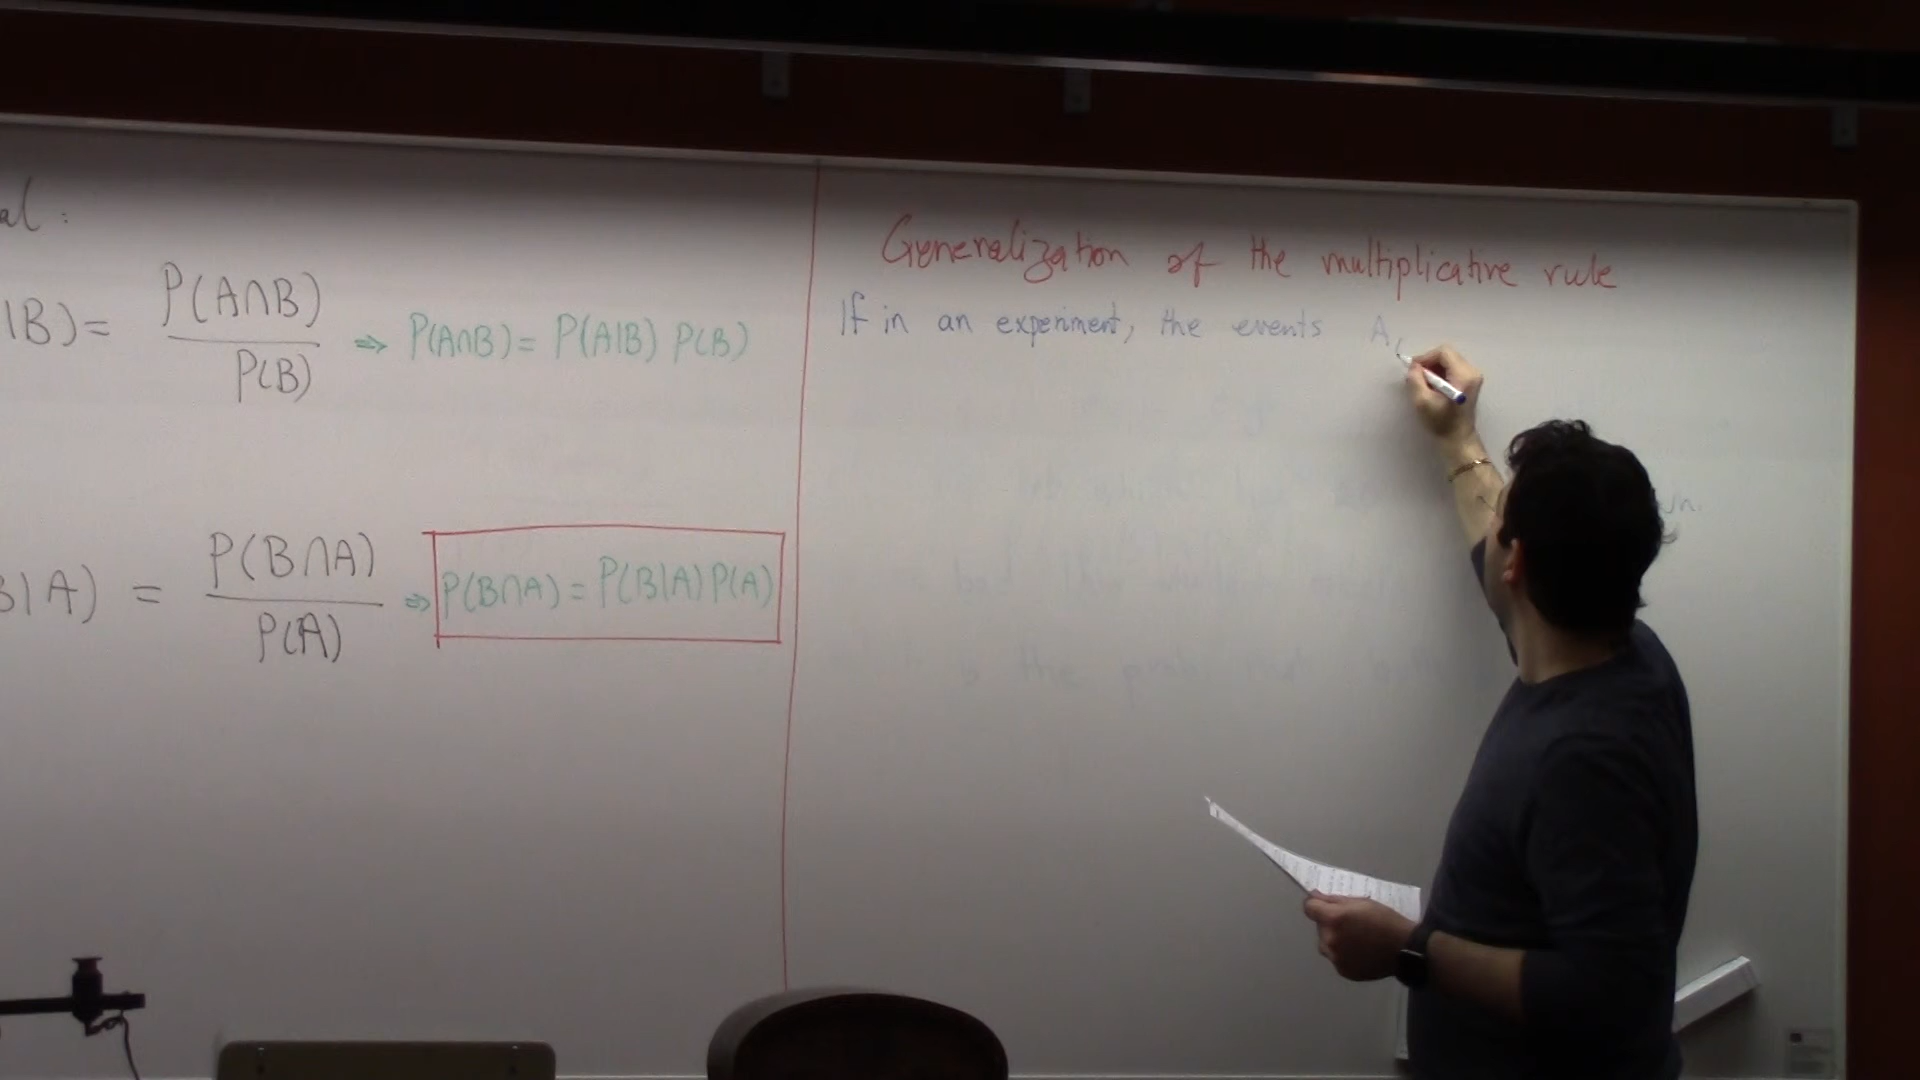 al:
|B) = P(A∩B) / P(B) ⇒ P(A∩B) = P(A|B) P(B)
B|A) = P(B∩A) / P(A) ⇒ P(B∩A) = P(B|A) P(A)
Generalization of the multiplicative rule
If in an experiment, the events A